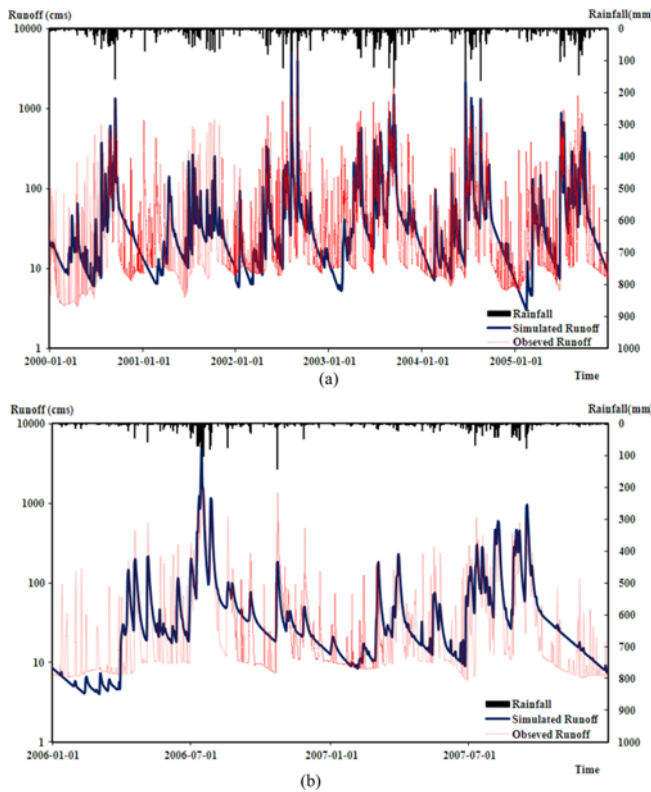 Runoff (cms) Rainfall(mm)
10000 0
100
1000 200
300
400
100 500
600
700
10 800
900
1 1000
Rainfall
Simulated Runoff
Obseved Runoff
2000-01-01 2001-01-01 2002-01-01 2003-01-01 2004-01-01 2005-01-01
Time
(a)
Runoff (cms) Rainfall(mm)
10000 0
100
1000 200
300
400
100 500
600
700
10 800
900
1 1000
Rainfall
Simulated Runoff
Obseved Runoff
2006-01-01 2006-07-01 2007-01-01 2007-07-01
Time
(b)